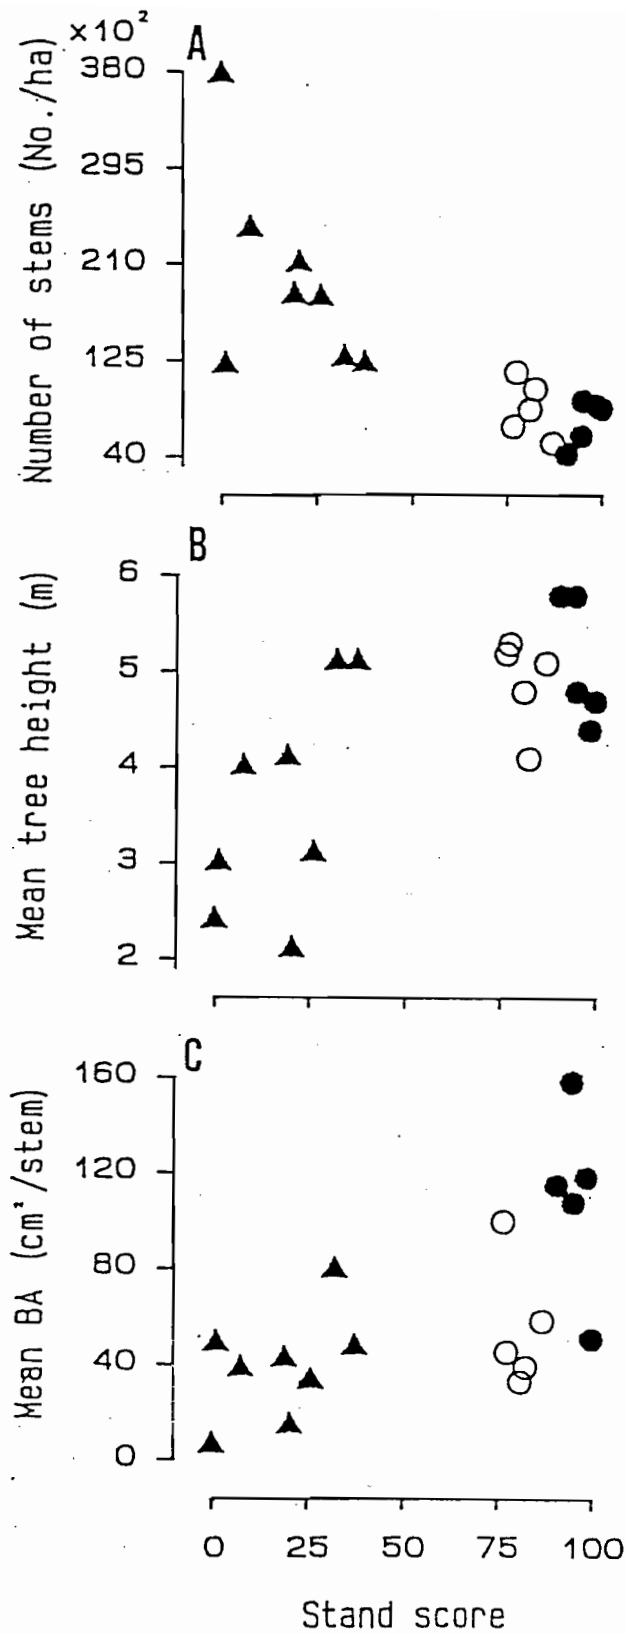 ×10²
A
380
295
210
125
40
Number of stems (No./ha)
B
6
5
4
3
2
Mean tree height (m)
C
160
120
80
40
0
Mean BA (cm²/stem)
0 25 50 75 100
Stand score